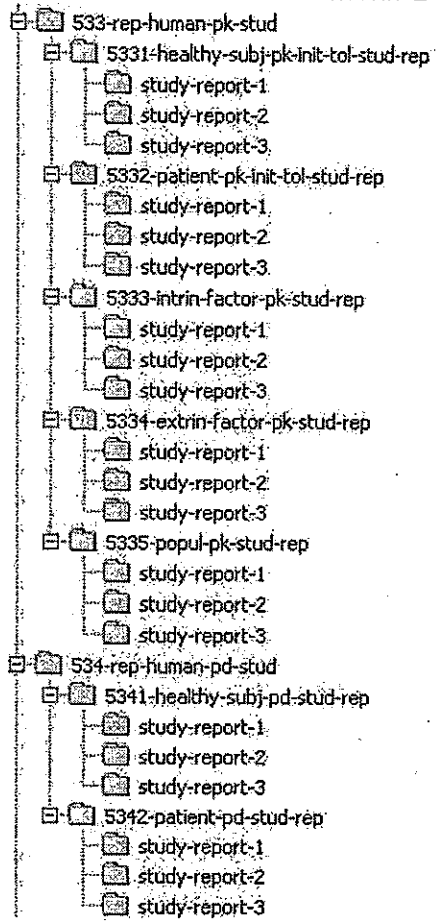 533-rep-human-pk-stud
5331-healthy-subj-pk-init-tol-stud-rep
study-report-1
study-report-2
study-report-3
5332-patient-pk-init-tol-stud-rep
study-report-1
study-report-2
study-report-3
5333-intrin-factor-pk-stud-rep
study-report-1
study-report-2
study-report-3
5334-extrin-factor-pk-stud-rep
study-report-1
study-report-2
study-report-3
5335-popul-pk-stud-rep
study-report-1
study-report-2
study-report-3
534-rep-human-pd-stud
5341-healthy-subj-pd-stud-rep
study-report-1
study-report-2
study-report-3
5342-patient-pd-stud-rep
study-report-1
study-report-2
study-report-3